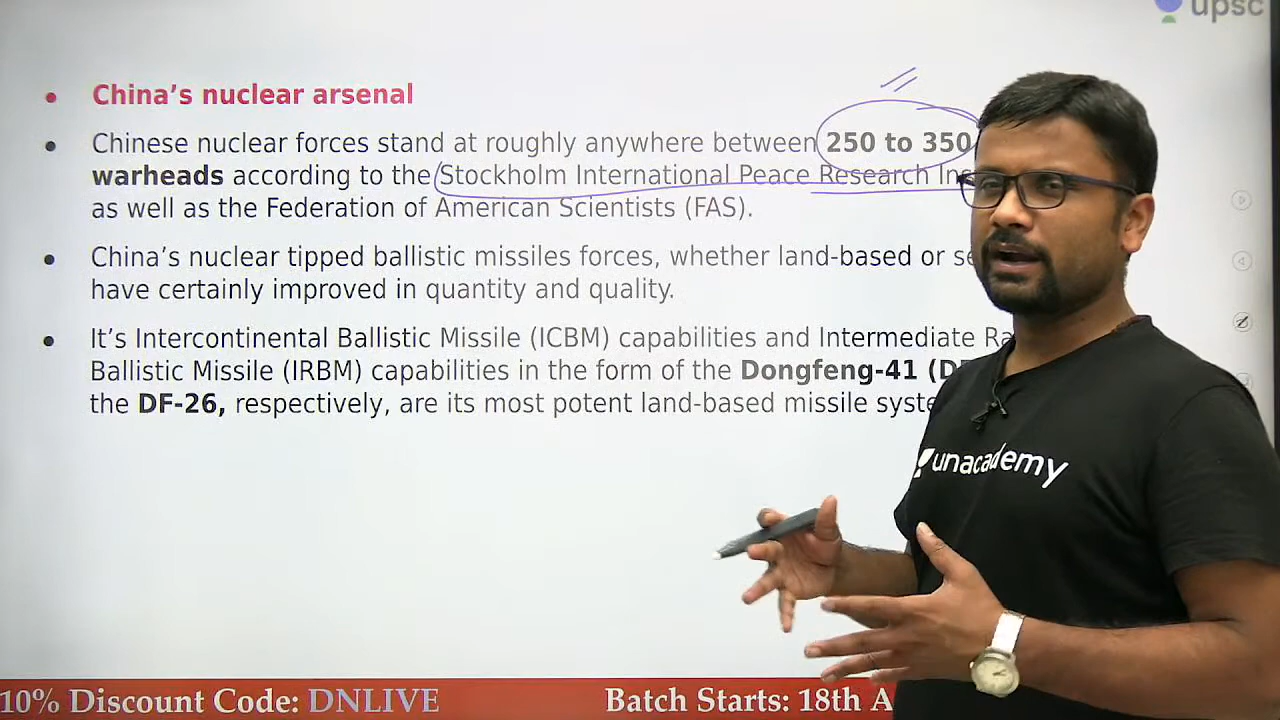 upsc
China's nuclear arsenal
Chinese nuclear forces stand at roughly anywhere between 250 to 350
warheads according to the Stockholm International Peace Research
as well as the Federation of American Scientists (FAS).
China's nuclear tipped ballistic missiles forces, whether land-based or
have certainly improved in quantity and quality.
It's Intercontinental Ballistic Missile (ICBM) capabilities and Intermediate
Ballistic Missile (IRBM) capabilities in the form of the Dongfeng-41
the DF-26, respectively, are its most potent land-based missile
unacademy
10% Discount Code: DNLIVE
Batch Starts: 18th